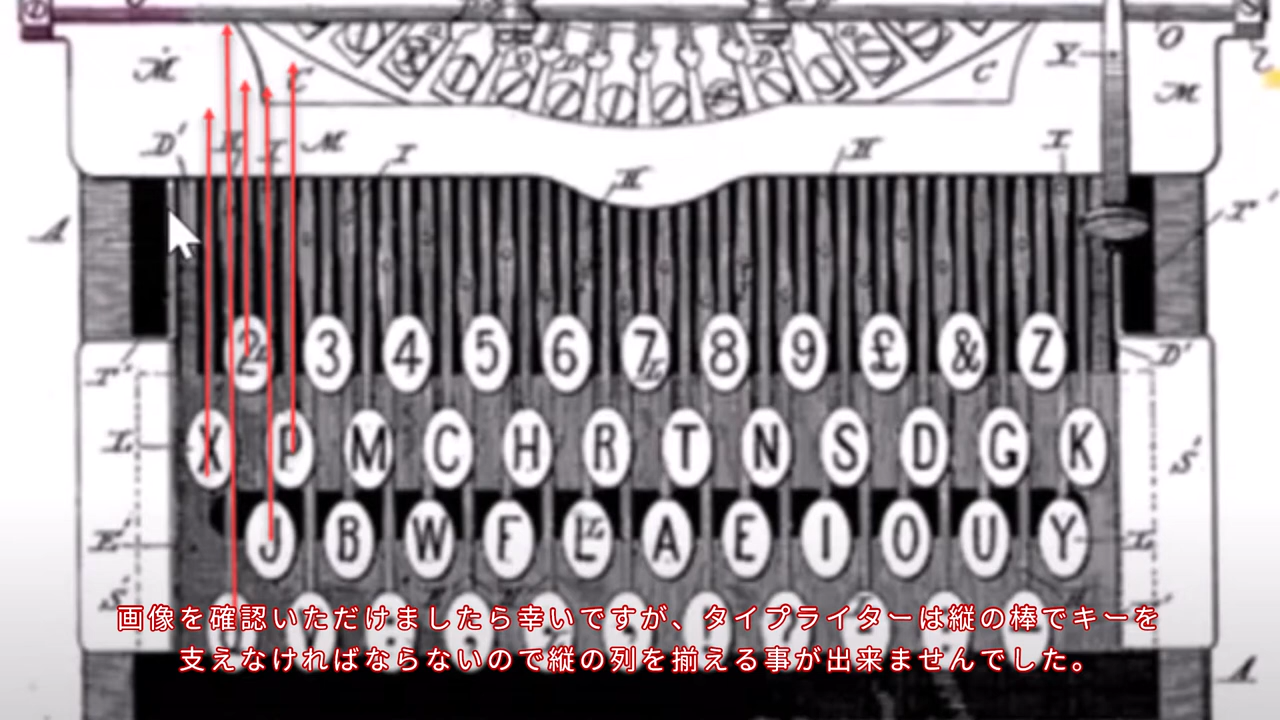 M
C
D
C
V
O
M
D'
M
I
H
H
I
A
I'
2 3 4 5 6 7 8 9 £ & Z
D'
X P M C H R T N S D G K
L
S'
J B W F L A E I O U Y
E'
L
S'
画像を確認いただけましたら幸いですが、タイプライターは縦の棒でキーを
支えなければならないので縦の列を揃える事が出来ませんでした。
A